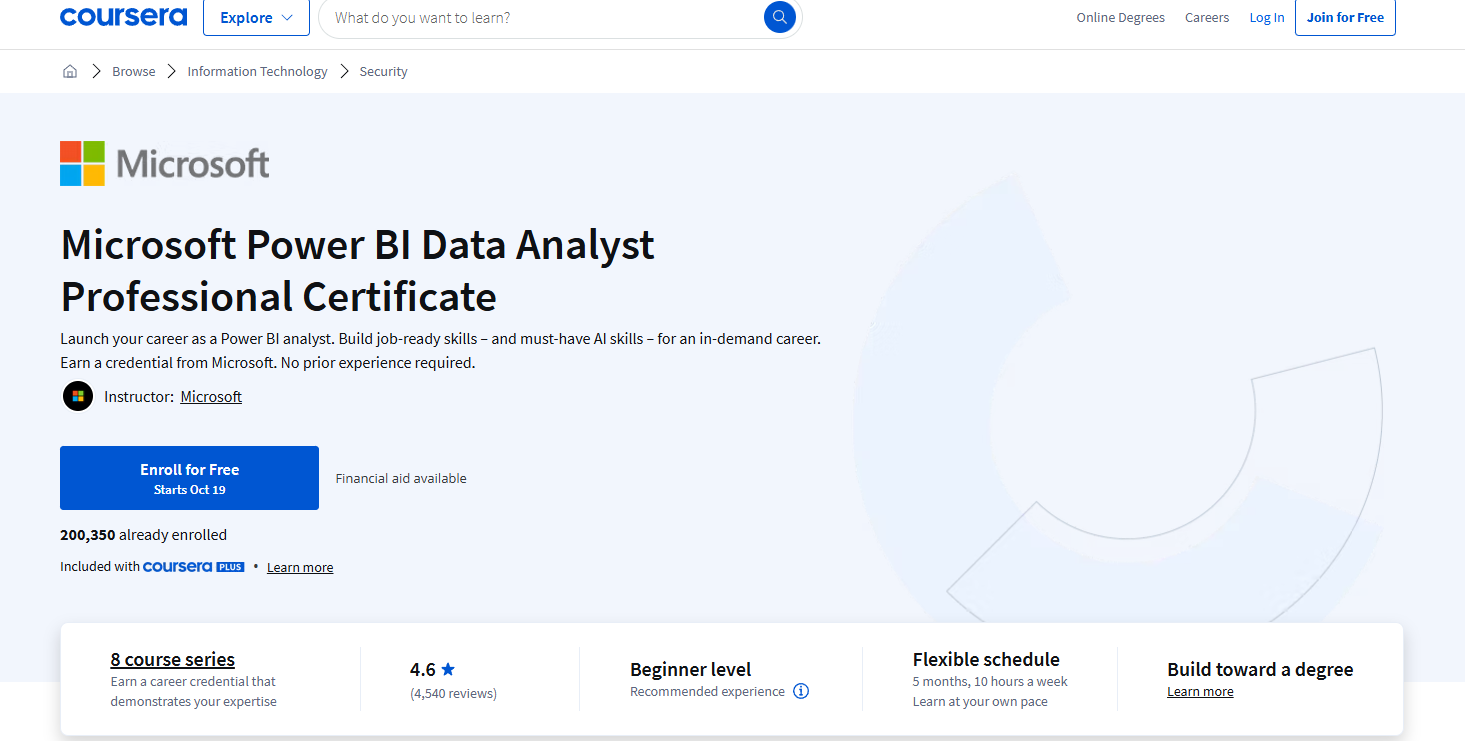 coursera
Explore
What do you want to learn?
Online Degrees
Careers
Log In
Join for Free
Browse
Information Technology
Security
Microsoft
Microsoft Power BI Data Analyst
Professional Certificate
Launch your career as a Power BI analyst. Build job-ready skills – and must-have AI skills – for an in-demand career.
Earn a credential from Microsoft. No prior experience required.
Instructor: Microsoft
Enroll for Free
Starts Oct 19
Financial aid available
200,350 already enrolled
Included with coursera PLUS • Learn more
8 course series
Earn a career credential that
demonstrates your expertise
4.6
(4,540 reviews)
Beginner level
Recommended experience
Flexible schedule
5 months, 10 hours a week
Learn at your own pace
Build toward a degree
Learn more